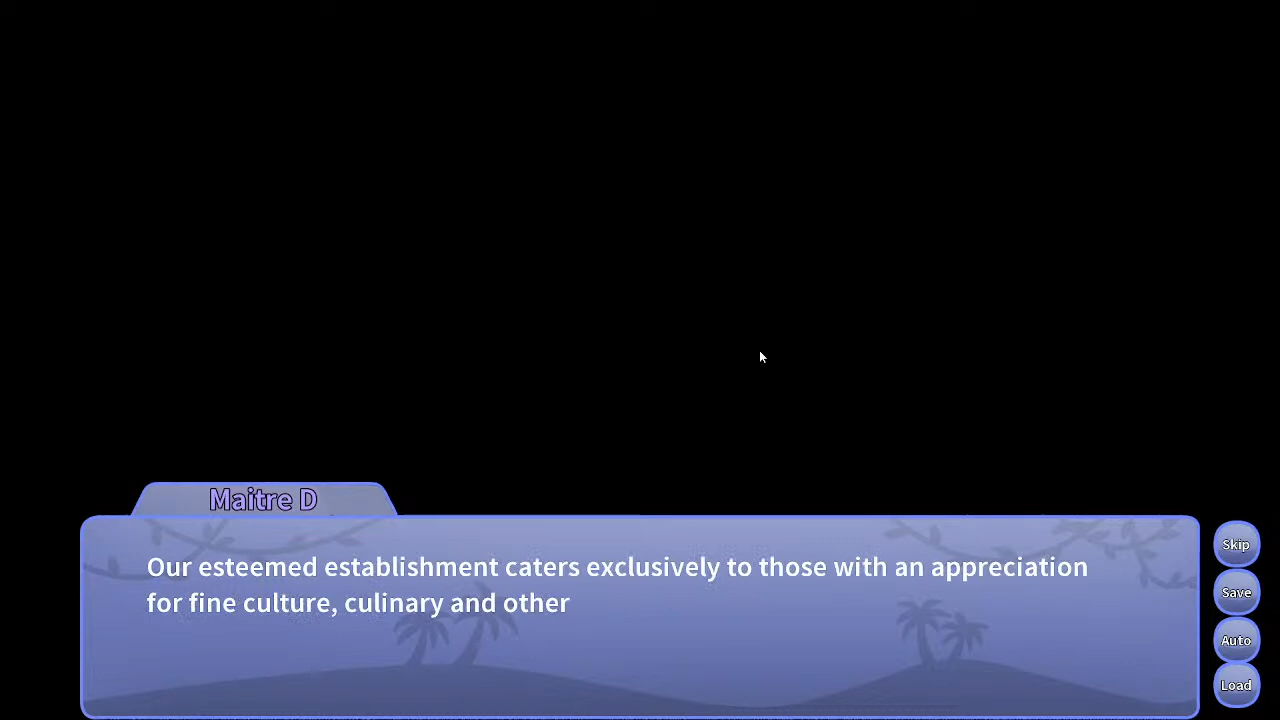 Maitre D
Our esteemed establishment caters exclusively to those with an appreciation
for fine culture, culinary and other
Skip
Save
Auto
Load